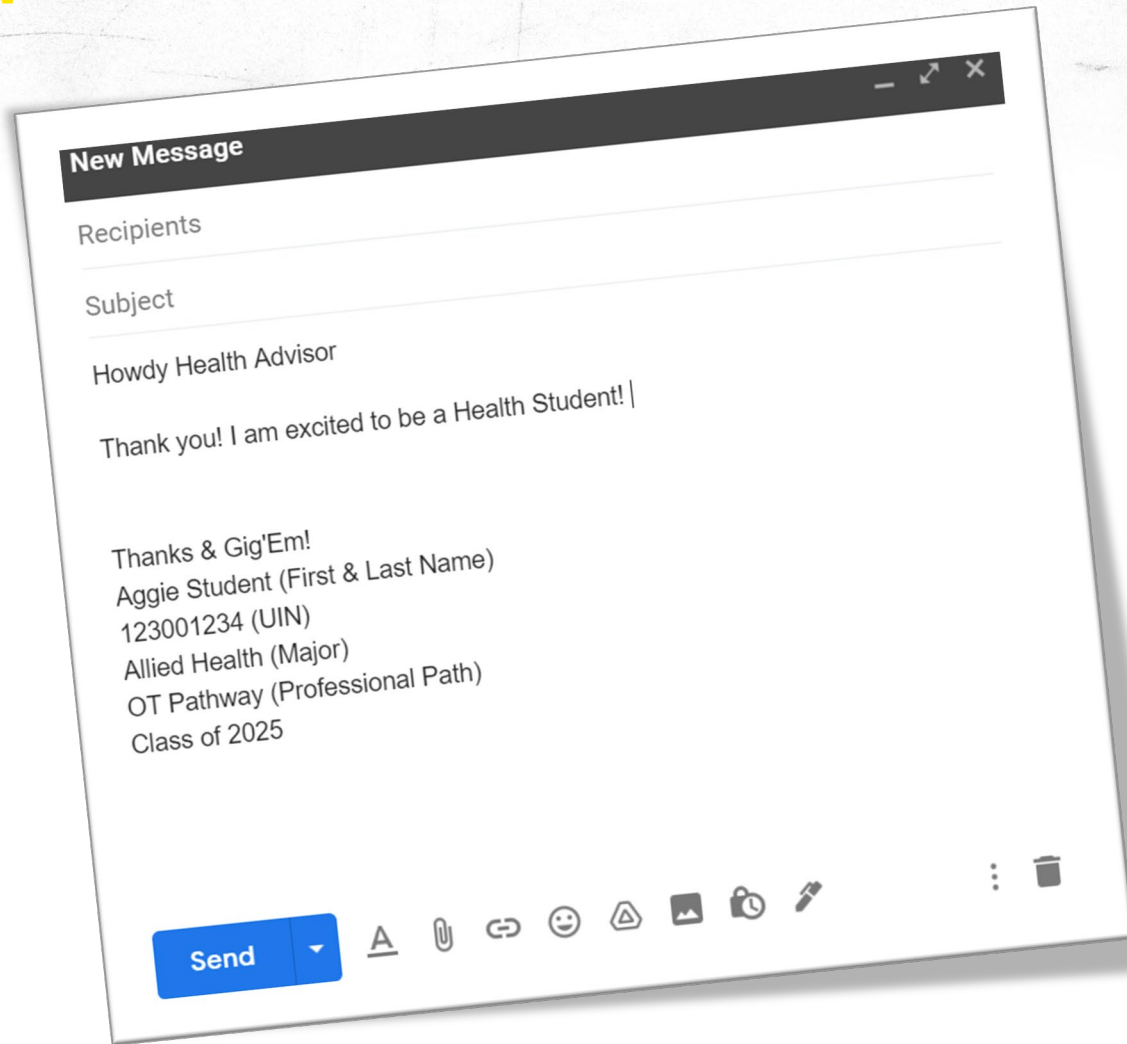 New Message
Recipients
Subject
Howdy Health Advisor
Thank you! I am excited to be a Health Student!
Thanks & Gig'Em!
Aggie Student (First & Last Name)
123001234 (UIN)
Allied Health (Major)
OT Pathway (Professional Path)
Class of 2025
Send